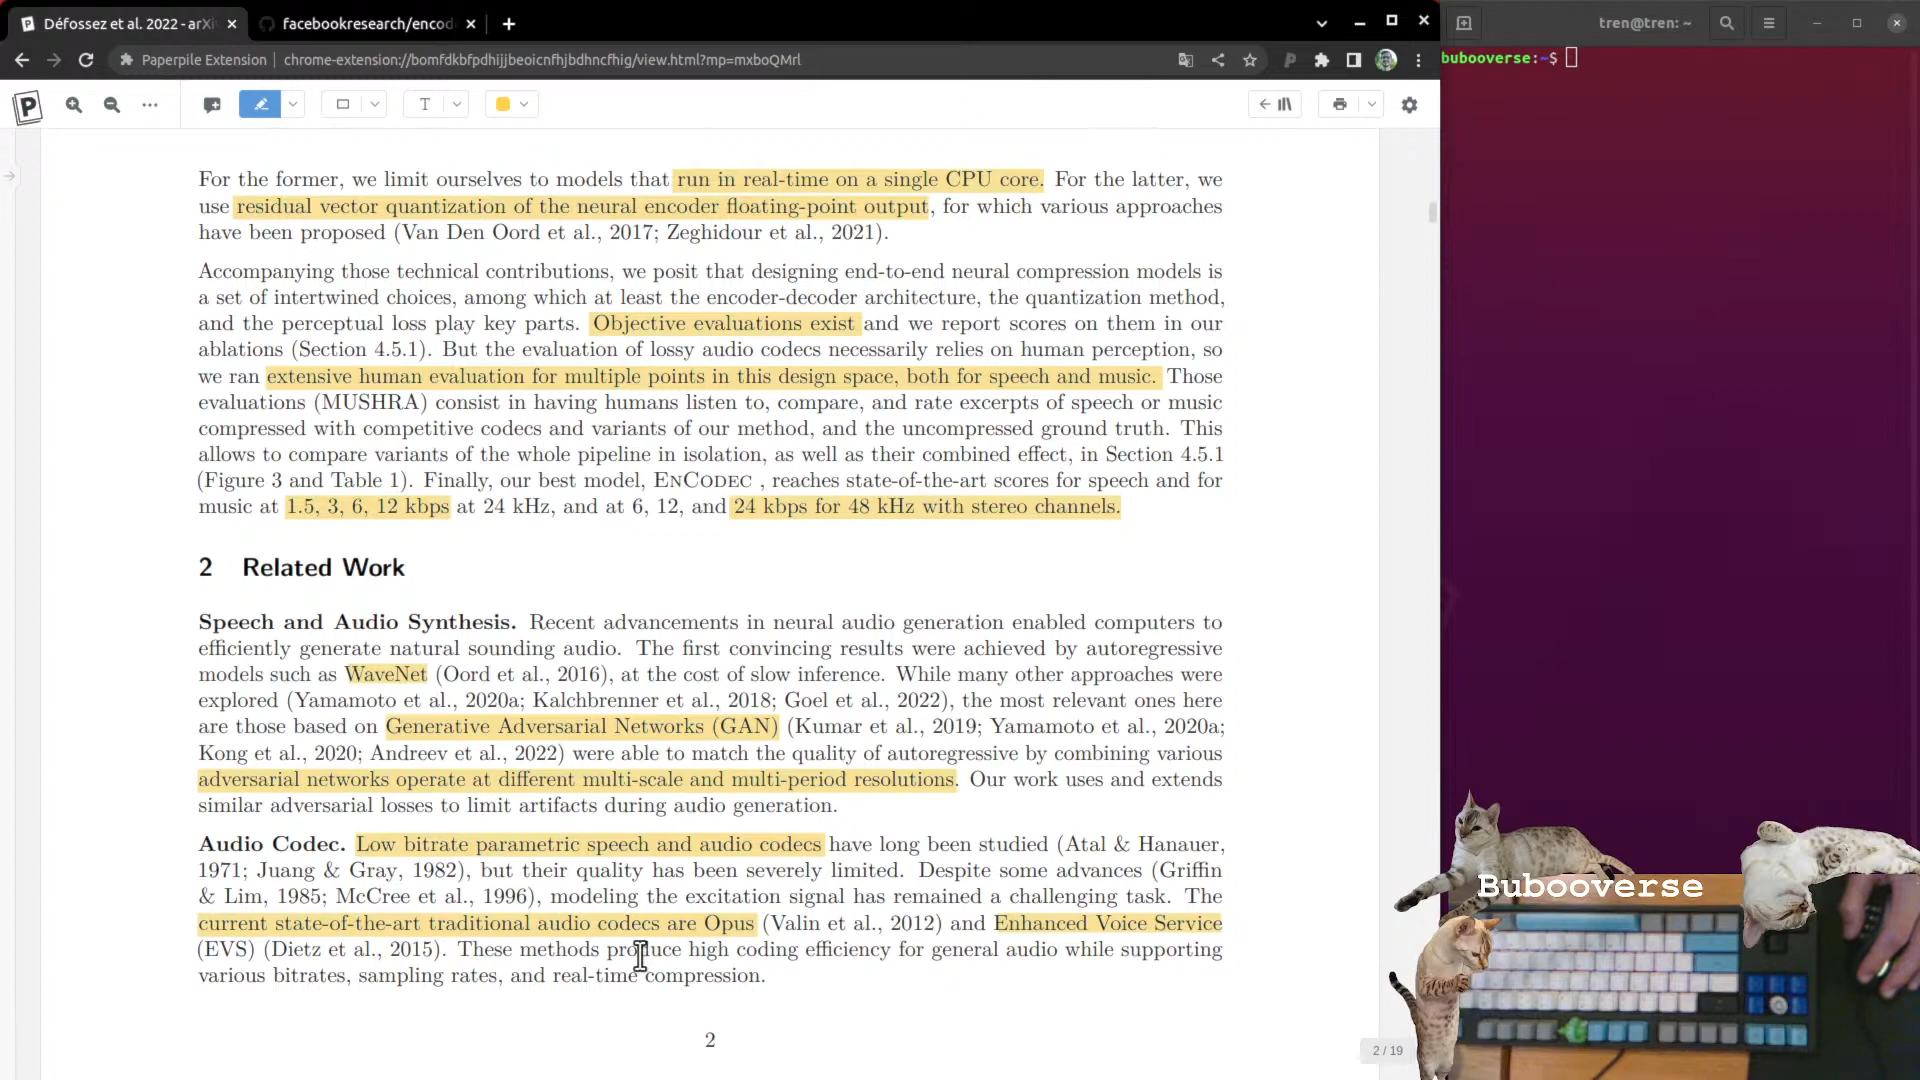 Défossez et al. 2022 - arXi
facebookresearch/encod
tren@tren: ~
Paperpile Extension
chrome-extension://bomfdkbfpdhijjbeoicnfhjbdhncfhig/view.html?mp=mxboQMrl
bubooverse:~$
P
T
For the former, we limit ourselves to models that run in real-time on a single CPU core. For the latter, we
use residual vector quantization of the neural encoder floating-point output, for which various approaches
have been proposed (Van Den Oord et al., 2017; Zeghidour et al., 2021).
Accompanying those technical contributions, we posit that designing end-to-end neural compression models is
a set of intertwined choices, among which at least the encoder-decoder architecture, the quantization method,
and the perceptual loss play key parts. Objective evaluations exist and we report scores on them in our
ablations (Section 4.5.1). But the evaluation of lossy audio codecs necessarily relies on human perception, so
we ran extensive human evaluation for multiple points in this design space, both for speech and music. Those
evaluations (MUSHRA) consist in having humans listen to, compare, and rate excerpts of speech or music
compressed with competitive codecs and variants of our method, and the uncompressed ground truth. This
allows to compare variants of the whole pipeline in isolation, as well as their combined effect, in Section 4.5.1
(Figure 3 and Table 1). Finally, our best model, EnCodec , reaches state-of-the-art scores for speech and for
music at 1.5, 3, 6, 12 kbps at 24 kHz, and at 6, 12, and 24 kbps for 48 kHz with stereo channels.
2 Related Work
Speech and Audio Synthesis. Recent advancements in neural audio generation enabled computers to
efficiently generate natural sounding audio. The first convincing results were achieved by autoregressive
models such as WaveNet (Oord et al., 2016), at the cost of slow inference. While many other approaches were
explored (Yamamoto et al., 2020a; Kalchbrenner et al., 2018; Goel et al., 2022), the most relevant ones here
are those based on Generative Adversarial Networks (GAN) (Kumar et al., 2019; Yamamoto et al., 2020a;
Kong et al., 2020; Andreev et al., 2022) were able to match the quality of autoregressive by combining various
adversarial networks operate at different multi-scale and multi-period resolutions. Our work uses and extends
similar adversarial losses to limit artifacts during audio generation.
Audio Codec. Low bitrate parametric speech and audio codecs have long been studied (Atal & Hanauer,
1971; Juang & Gray, 1982), but their quality has been severely limited. Despite some advances (Griffin
& Lim, 1985; McCree et al., 1996), modeling the excitation signal has remained a challenging task. The
current state-of-the-art traditional audio codecs are Opus (Valin et al., 2012) and Enhanced Voice Service
(EVS) (Dietz et al., 2015). These methods produce high coding efficiency for general audio while supporting
various bitrates, sampling rates, and real-time compression.
2
2 / 19
Bubooverse